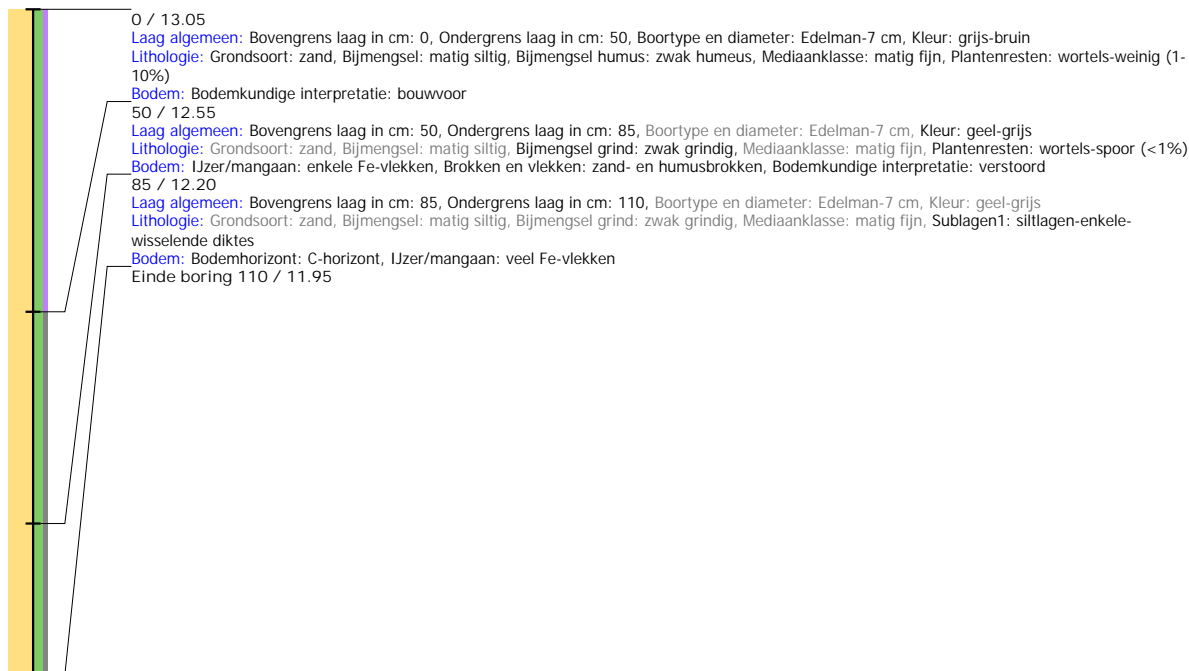 0 / 13.05
Laag algemeen: Bovengrens laag in cm: 0, Ondergrens laag in cm: 50, Boortype en diameter: Edelman-7 cm, Kleur: grijs-bruin
Lithologie: Grondsoort: zand, Bijmengsel: matig siltig, Bijmengsel humus: zwak humeus, Mediaanklasse: matig fijn, Plantenresten: wortels-weinig (1-
10%)
Bodem: Bodemkundige interpretatie: bouwvoor
50 / 12.55
Laag algemeen: Bovengrens laag in cm: 50, Ondergrens laag in cm: 85, Boortype en diameter: Edelman-7 cm, Kleur: geel-grijs
Lithologie: Grondsoort: zand, Bijmengsel: matig siltig, Bijmengsel grind: zwak grindig, Mediaanklasse: matig fijn, Plantenresten: wortels-spoor (<1%)
Bodem: IJzer/mangaan: enkele Fe-vlekken, Brokken en vlekken: zand- en humusbrokken, Bodemkundige interpretatie: verstoord
85 / 12.20
Laag algemeen: Bovengrens laag in cm: 85, Ondergrens laag in cm: 110, Boortype en diameter: Edelman-7 cm, Kleur: geel-grijs
Lithologie: Grondsoort: zand, Bijmengsel: matig siltig, Bijmengsel grind: zwak grindig, Mediaanklasse: matig fijn, Sublagen1: siltlagen-enkele-
wisselende diktes
Bodem: Bodemhorizont: C-horizont, IJzer/mangaan: veel Fe-vlekken
Einde boring 110 / 11.95